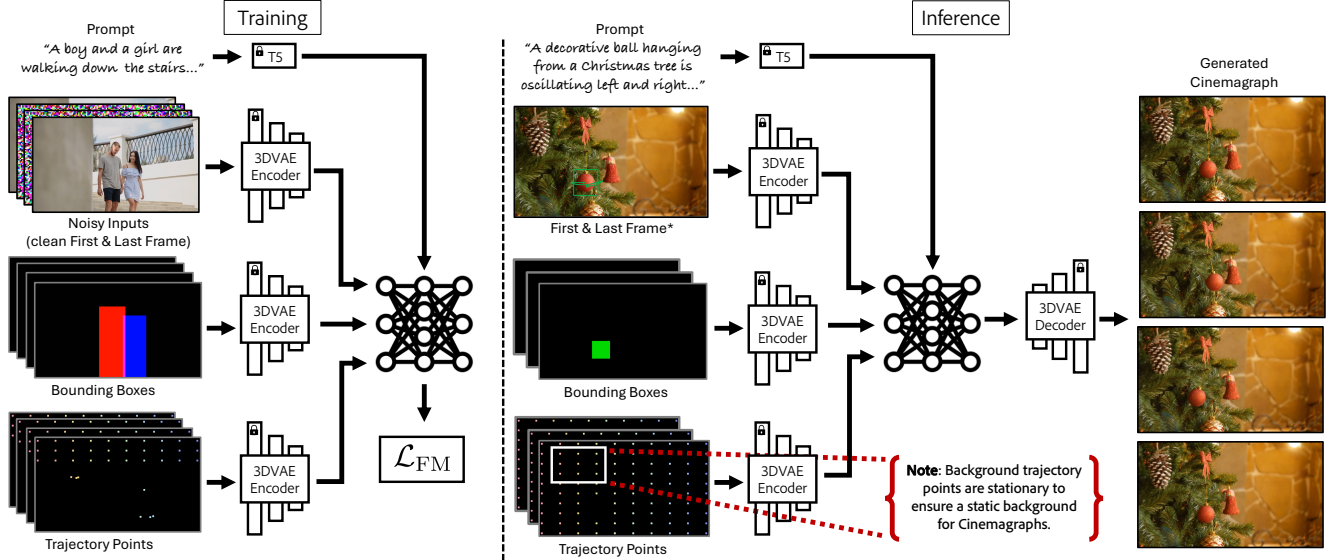 Training
Prompt
“A boy and a girl are
walking down the stairs...”
T5
3DVAE
Encoder
Noisy Inputs
(clean First & Last Frame)
3DVAE
Encoder
Bounding Boxes
3DVAE
Encoder
Trajectory Points
ℒFM
Inference
Prompt
“A decorative ball hanging
from a Christmas tree is
oscillating left and right...”
T5
3DVAE
Encoder
First & Last Frame*
3DVAE
Encoder
Bounding Boxes
3DVAE
Encoder
Trajectory Points
3DVAE
Decoder
Note: Background trajectory
points are stationary to
ensure a static background
for Cinemagraphs.
Generated
Cinemagraph